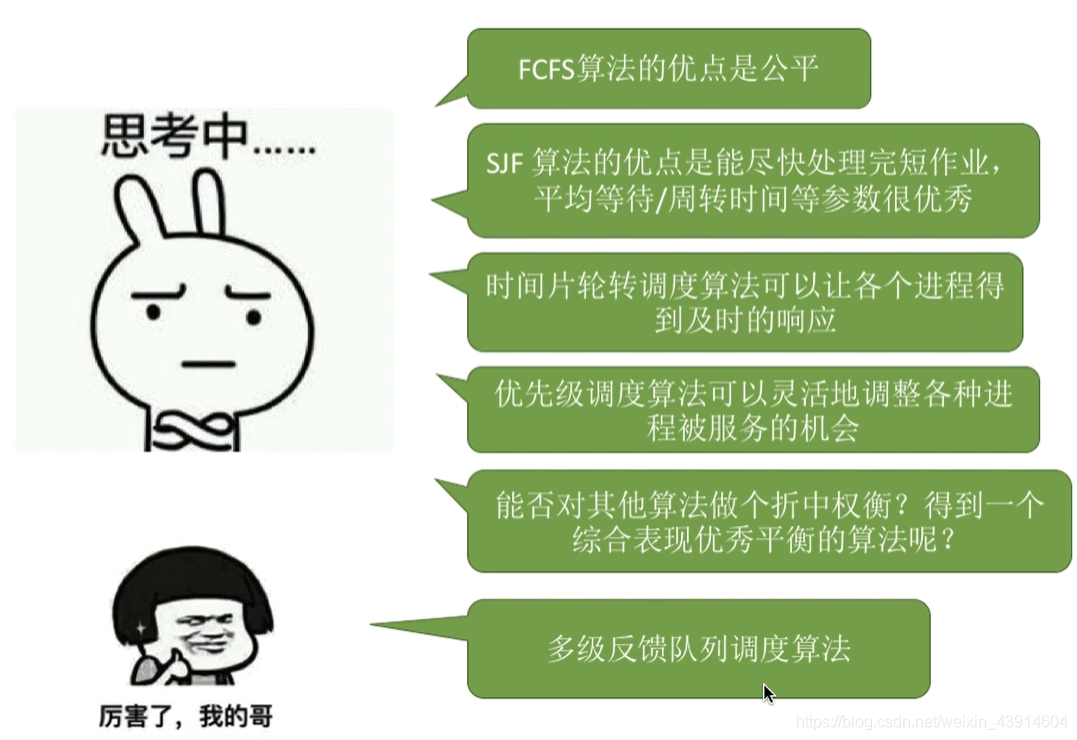 思考中……
FCFS算法的优点是公平
SJF 算法的优点是能尽快处理完短作业，
平均等待/周转时间等参数很优秀
时间片轮转调度算法可以让各个进程得
到及时的响应
优先级调度算法可以灵活地调整各种进
程被服务的机会
能否对其他算法做个折中权衡？得到一个
综合表现优秀平衡的算法呢？
多级反馈队列调度算法
厉害了，我的哥
https://blog.csdn.net/weixin_43914604